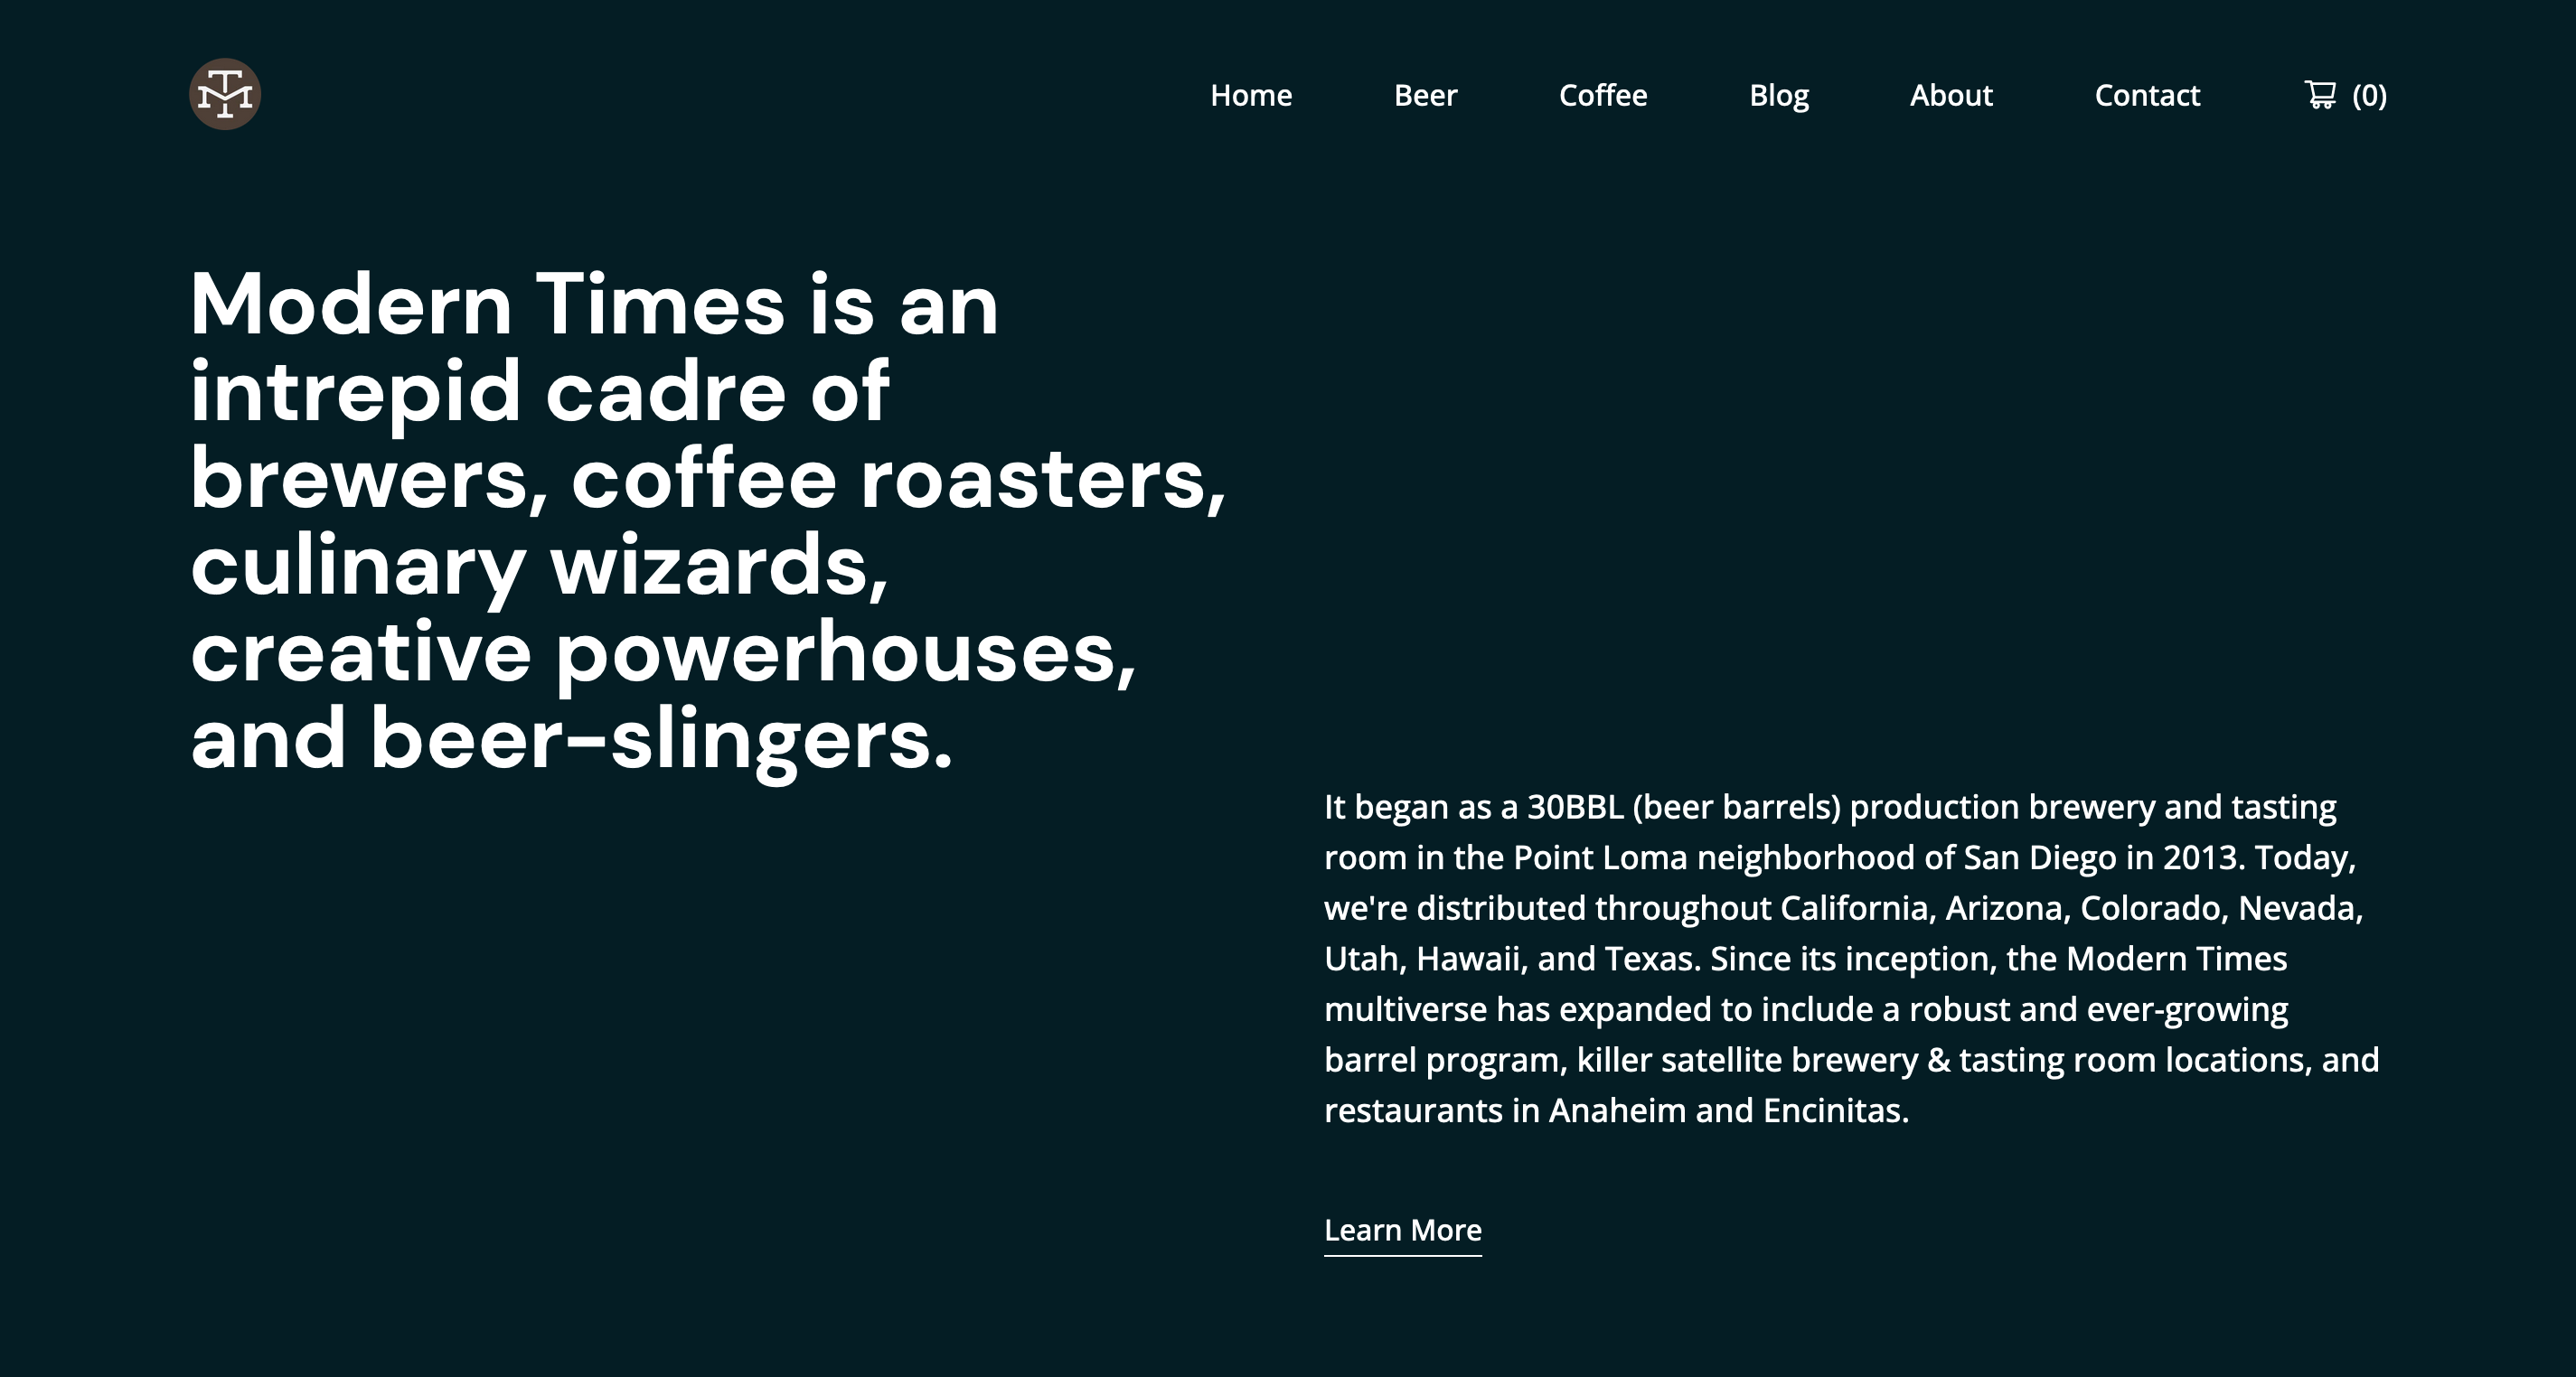 TM
Home Beer Coffee Blog About Contact (0)
Modern Times is an
intrepid cadre of
brewers, coffee roasters,
culinary wizards,
creative powerhouses,
and beer-slingers.
It began as a 30BBL (beer barrels) production brewery and tasting
room in the Point Loma neighborhood of San Diego in 2013. Today,
we're distributed throughout California, Arizona, Colorado, Nevada,
Utah, Hawaii, and Texas. Since its inception, the Modern Times
multiverse has expanded to include a robust and ever-growing
barrel program, killer satellite brewery & tasting room locations, and
restaurants in Anaheim and Encinitas.
Learn More